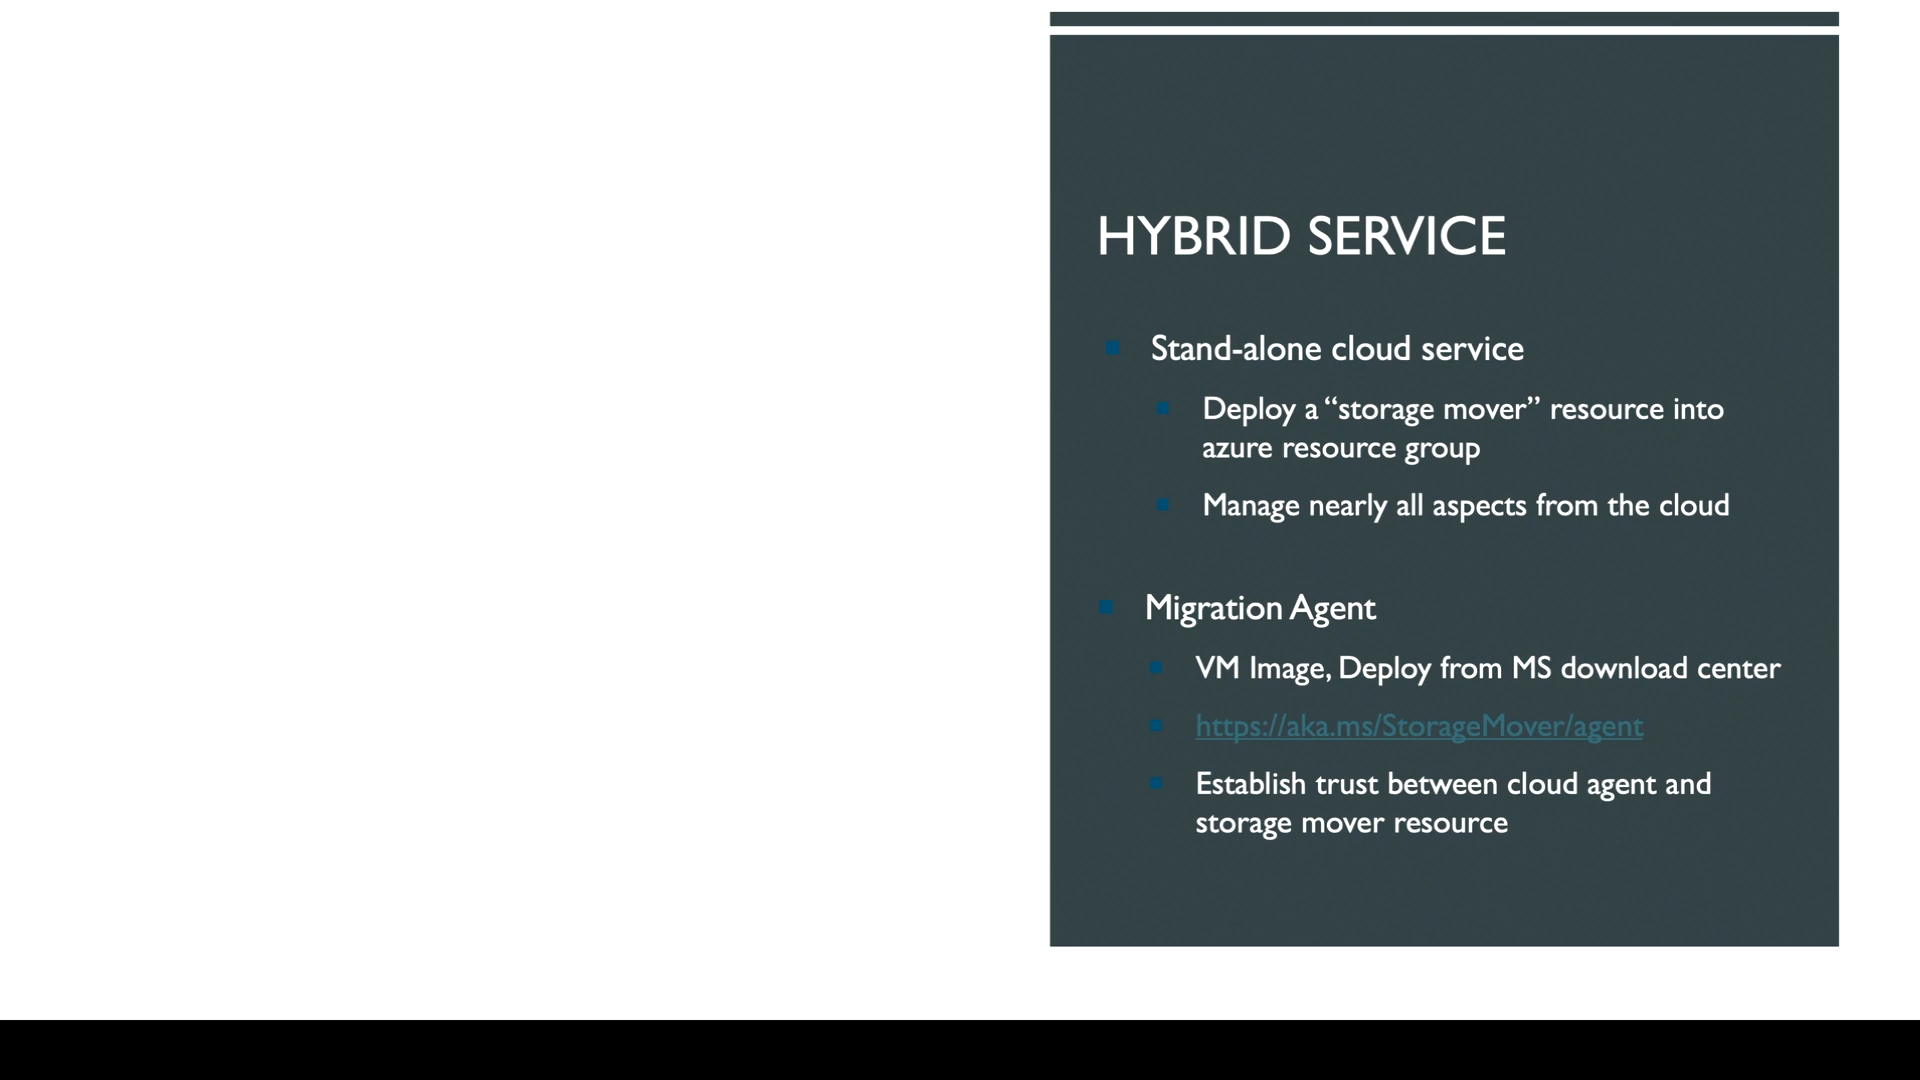 HYBRID SERVICE
Stand-alone cloud service
Deploy a “storage mover” resource into
azure resource group
Manage nearly all aspects from the cloud
Migration Agent
VM Image, Deploy from MS download center
https://aka.ms/StorageMover/agent
Establish trust between cloud agent and
storage mover resource